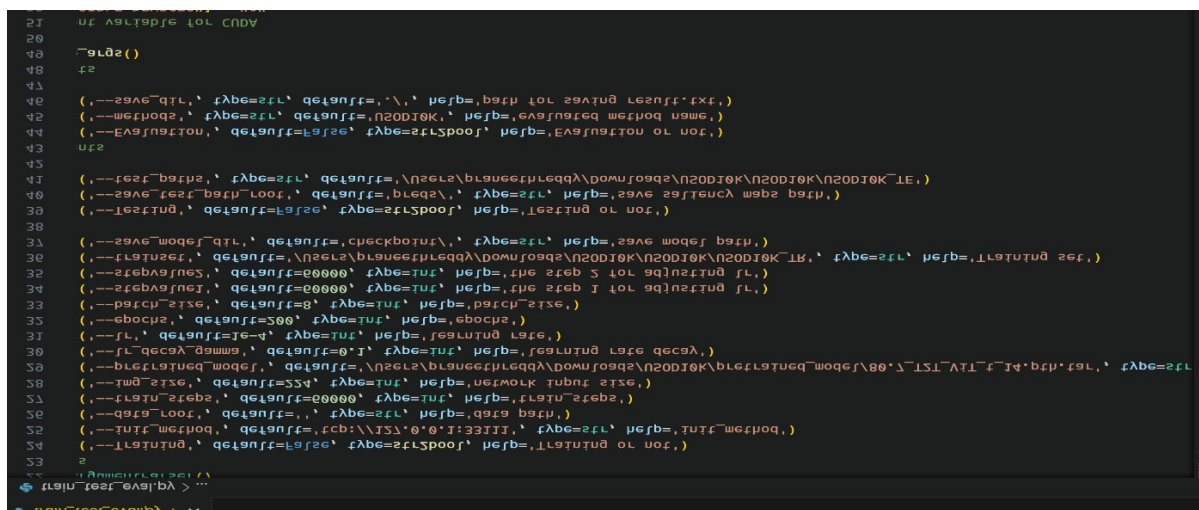 train_test_eval.py > ...
23 s
24 ('--Training', default=False, type=str2bool, help='Training or not')
25 ('--init_method', default='tcp://127.0.0.1:33111', type=str, help='init_method')
26 ('--data_root', default='', type=str, help='data path')
27 ('--train_steps', default=60000, type=int, help='train_steps')
28 ('--img_size', default=224, type=int, help='network input size')
29 ('--pretrained_model', default='/Users/praneethreddy/Downloads/USOD10k/pretrained_model/80.7_T2T_ViT_t_14.pth.tar', type=str
30 ('--lr_decay_gamma', default=0.1, type=int, help='learning rate decay')
31 ('--lr', default=1e-4, type=int, help='learning rate')
32 ('--epochs', default=200, type=int, help='epochs')
33 ('--batch_size', default=8, type=int, help='batch_size')
34 ('--stepvalue1', default=60000, type=int, help='the step 1 for adjusting lr')
35 ('--stepvalue2', default=60000, type=int, help='the step 2 for adjusting lr')
36 ('--trainset', default='/Users/praneethreddy/Downloads/USOD10k/USOD10k/USOD10K_TR', type=str, help='Training set')
37 ('--save_model_dir', default='checkpoint/', type=str, help='save model path')
38
39 ('--Testing', default=False, type=str2bool, help='Testing or not')
40 ('--save_test_path_root', default='preds/', type=str, help='save saliency maps path')
41 ('--test_paths', type=str, default='/Users/praneethreddy/Downloads/USOD10k/USOD10k/USOD10K_TE')
42
43 nts
44 ('--Evaluation', default=False, type=str2bool, help='Evaluation or not')
45 ('--methods', type=str, default='USOD10K', help='evaluated method name')
46 ('--save_dir', type=str, default='./', help='path for saving result.txt')
47
48 ts
49 _args()
50
51 nt variable for CUDA